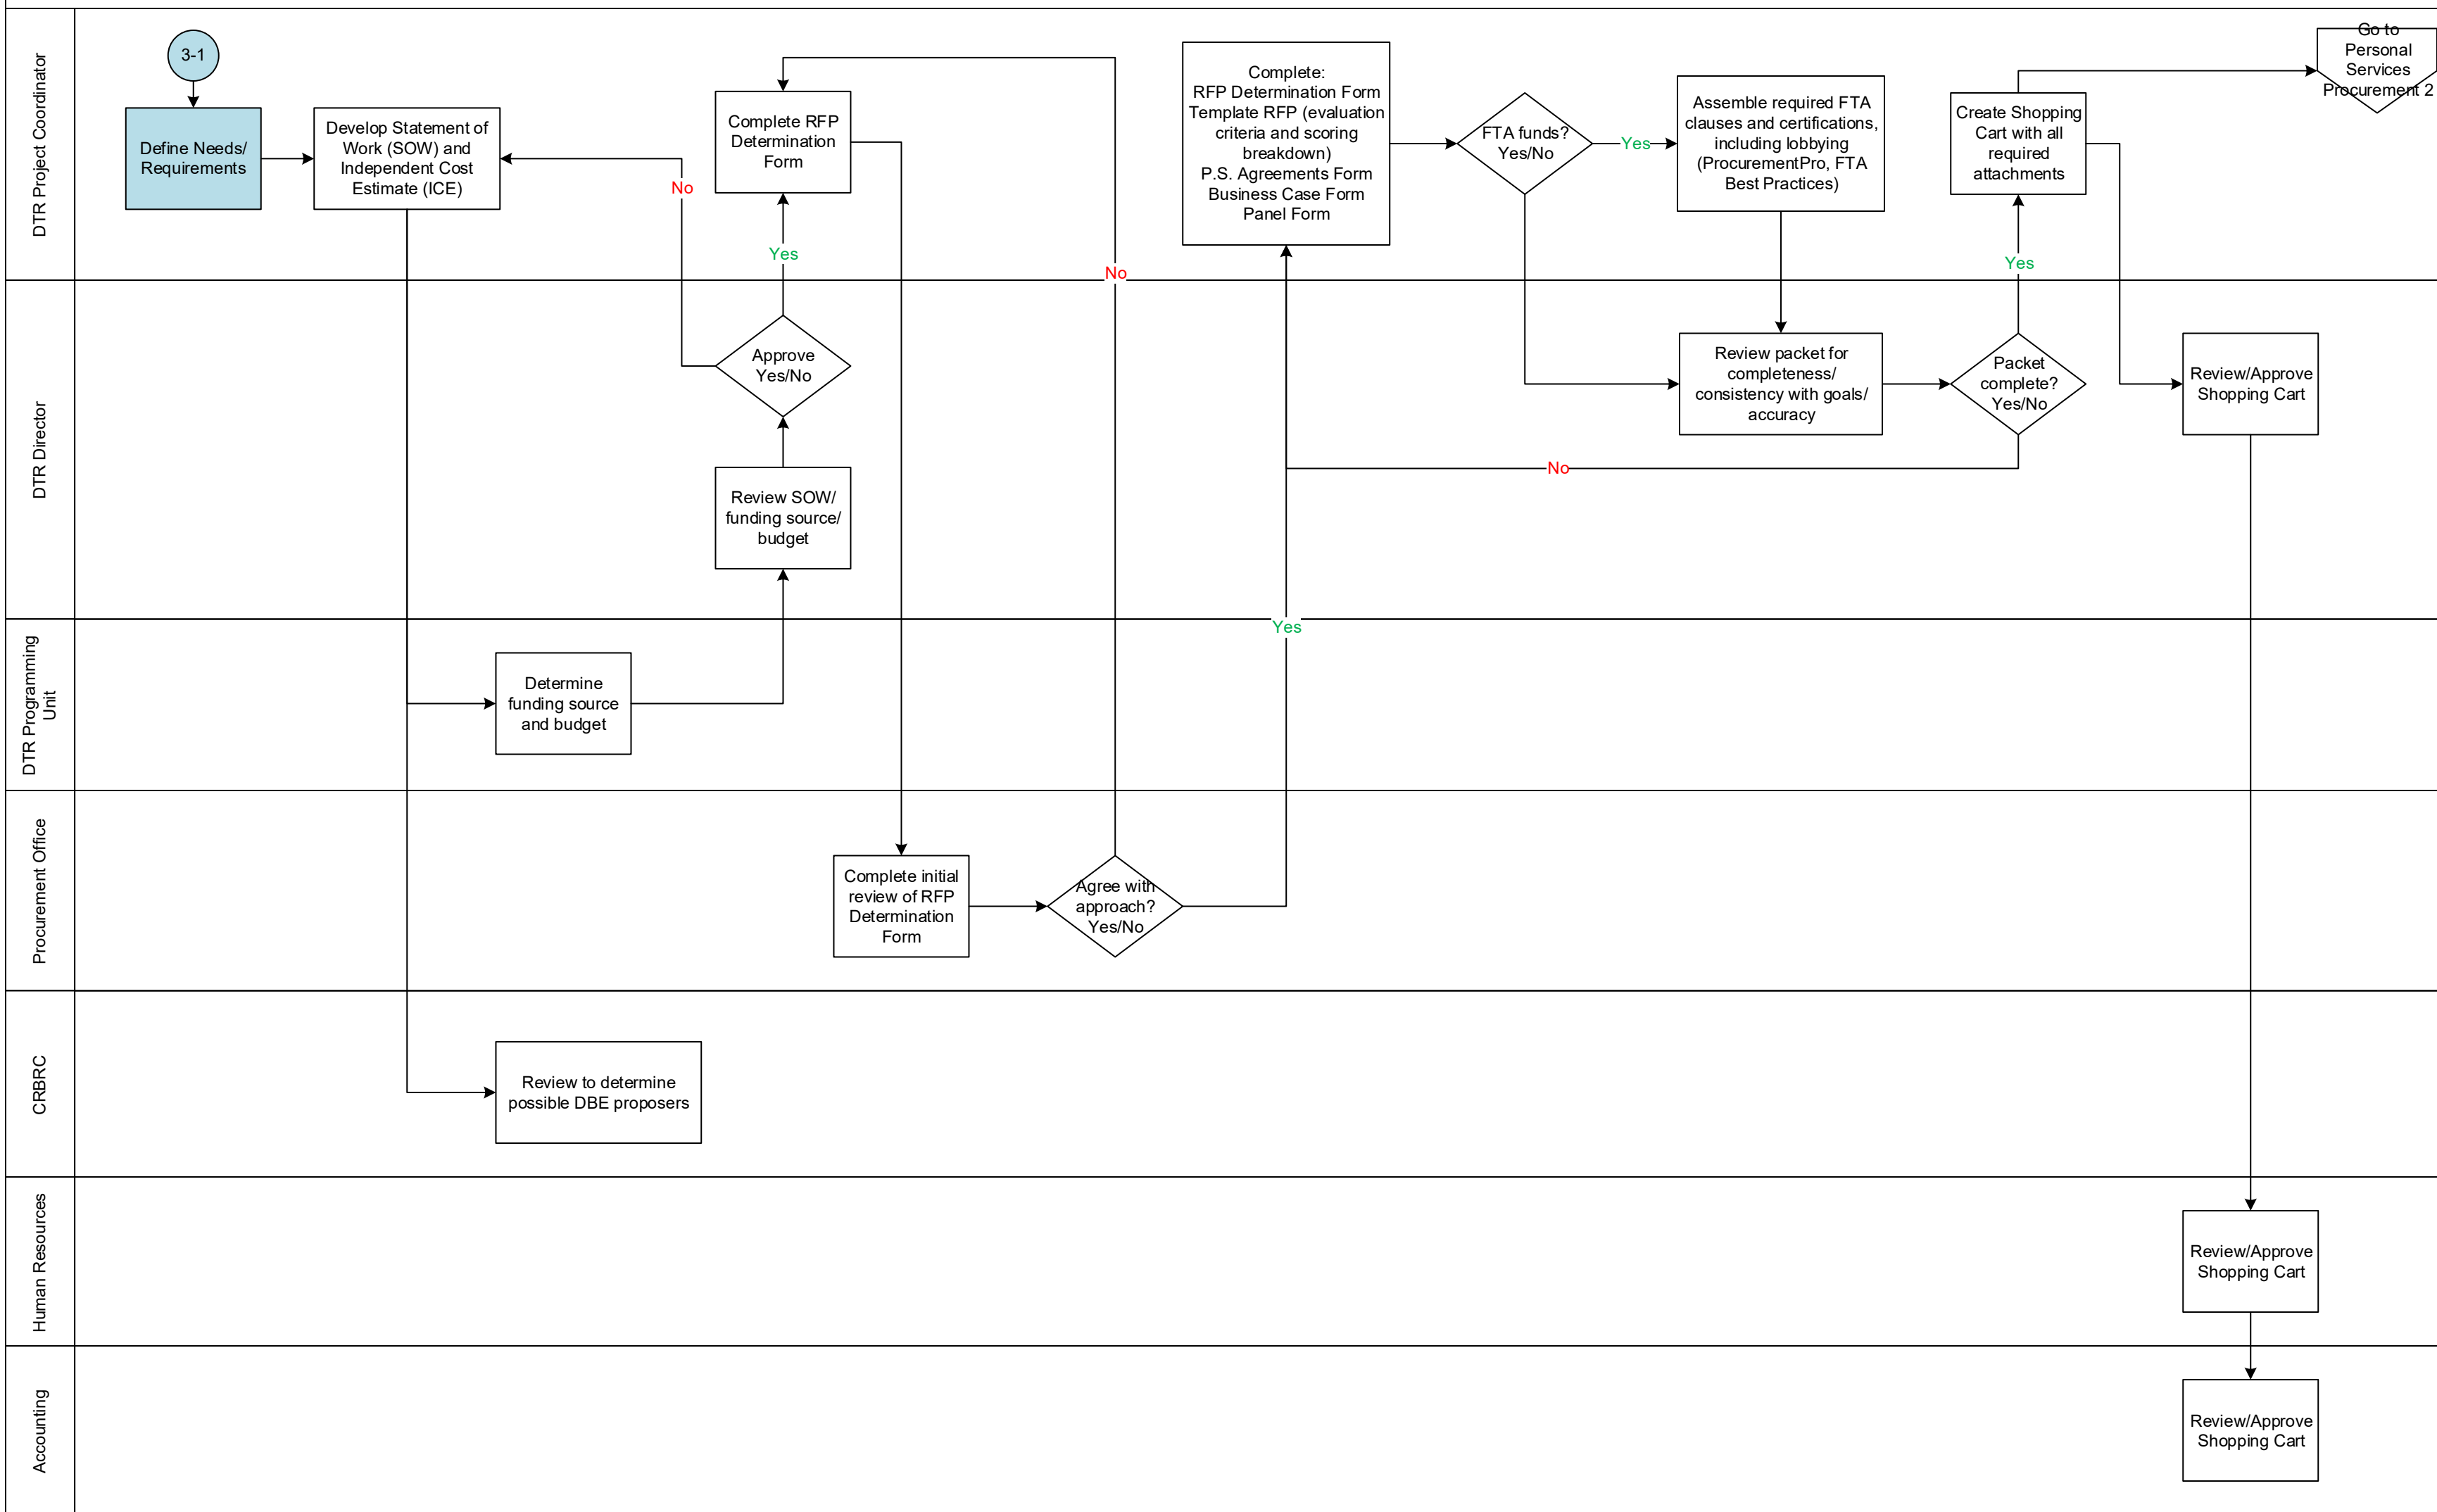 DTR Project Coordinator
3-1
Define Needs/
Requirements
Develop Statement of
Work (SOW) and
Independent Cost
Estimate (ICE)
No
Complete RFP
Determination
Form
Yes
No
Complete:
RFP Determination Form
Template RFP (evaluation
criteria and scoring
breakdown)
P.S. Agreements Form
Business Case Form
Panel Form
FTA funds?
Yes/No
Yes
Assemble required FTA
clauses and certifications,
including lobbying
(ProcurementPro, FTA
Best Practices)
Create Shopping
Cart with all
required
attachments
Yes
Go to
Personal
Services
Procurement 2
DTR Director
Approve
Yes/No
Review SOW/
funding source/
budget
Review packet for
completeness/
consistency with goals/
accuracy
Packet
complete?
Yes/No
No
Review/Approve
Shopping Cart
Yes
DTR Programming
Unit
Determine
funding source
and budget
Procurement Office
Complete initial
review of RFP
Determination
Form
Agree with
approach?
Yes/No
CRBRC
Review to determine
possible DBE proposers
Human Resources
Review/Approve
Shopping Cart
Accounting
Review/Approve
Shopping Cart